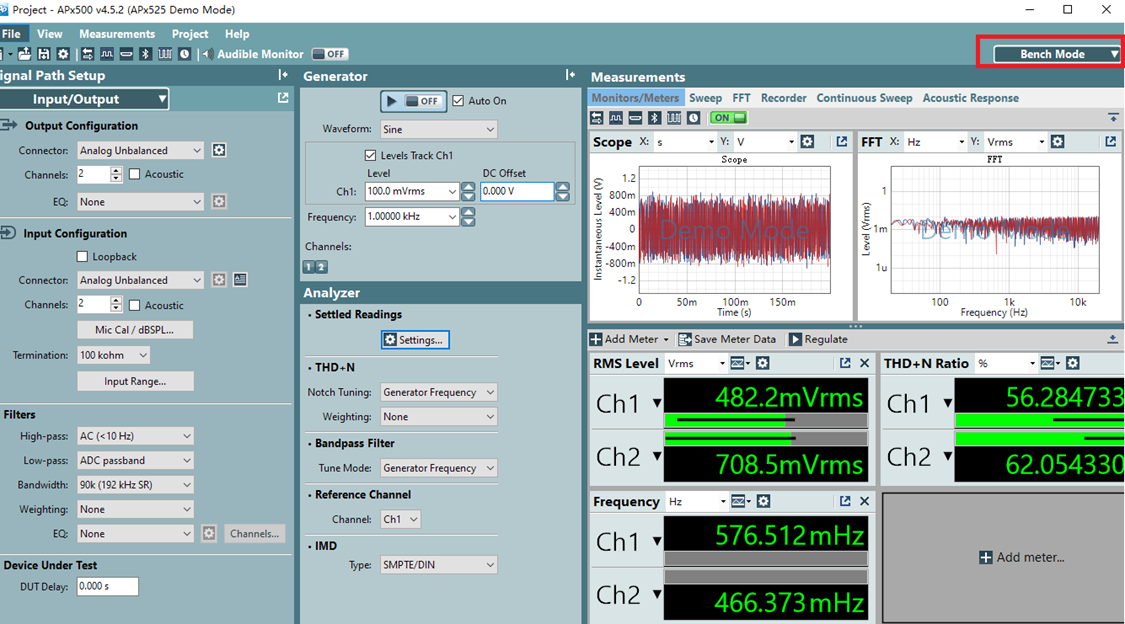 Project - APx500 v4.5.2 (APx525 Demo Mode)
File View Measurements Project Help
Audible Monitor OFF
Bench Mode
ignal Path Setup
Input/Output
Output Configuration
Connector: Analog Unbalanced
Channels: 2 Acoustic
EQ: None
Input Configuration
Loopback
Connector: Analog Unbalanced
Channels: 2 Acoustic
Mic Cal / dBSPL...
Termination: 100 kohm
Input Range...
Filters
High-pass: AC (<10 Hz)
Low-pass: ADC passband
Bandwidth: 90k (192 kHz SR)
Weighting: None
EQ: None Channels...
Device Under Test
DUT Delay: 0.000 s
Generator
OFF Auto On
Waveform: Sine
Levels Track Ch1
Level DC Offset
Ch1: 100.0 mVrms 0.000 V
Frequency: 1.00000 kHz
Channels:
1 2
Analyzer
Settled Readings
Settings...
THD+N
Notch Tuning: Generator Frequency
Weighting: None
Bandpass Filter
Tune Mode: Generator Frequency
Reference Channel
Channel: Ch1
IMD
Type: SMPTE/DIN
Measurements
Monitors/Meters Sweep FFT Recorder Continuous Sweep Acoustic Response
ON
Scope X: s Y: V
Scope
Instantaneous Level (V)
1.2
800m
400m
0
-400m
-800m
-1.2
Demo Mode
0 50m 100m 150m
Time (s)
FFT X: Hz Y: Vrms
FFT
Level (Vrms)
1
1m
1u
Demo Mode
100 1k 10k
Frequency (Hz)
Add Meter Save Meter Data Regulate
RMS Level Vrms
Ch1 482.2mVrms
Ch2 708.5mVrms
THD+N Ratio %
Ch1 56.284733
Ch2 62.054330
Frequency Hz
Ch1 576.512mHz
Ch2 466.373mHz
Add meter...